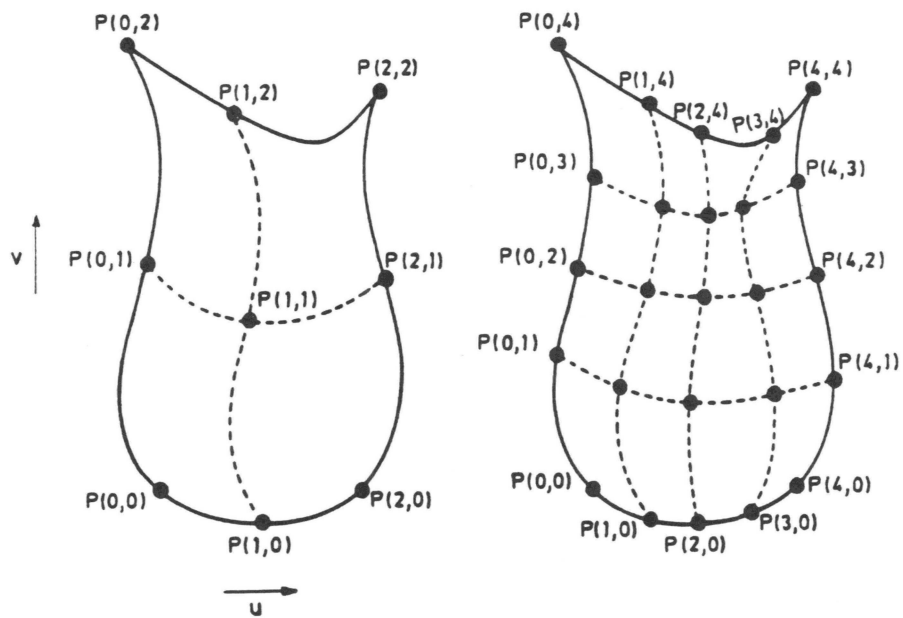 P(0,2)
P(1,2)
P(2,2)
P(0,1)
P(2,1)
P(1,1)
P(0,0)
P(2,0)
P(1,0)
v
u
P(0,4)
P(1,4)
P(2,4)
P(3,4)
P(4,4)
P(0,3)
P(4,3)
P(0,2)
P(4,2)
P(0,1)
P(4,1)
P(0,0)
P(4,0)
P(1,0)
P(3,0)
P(2,0)